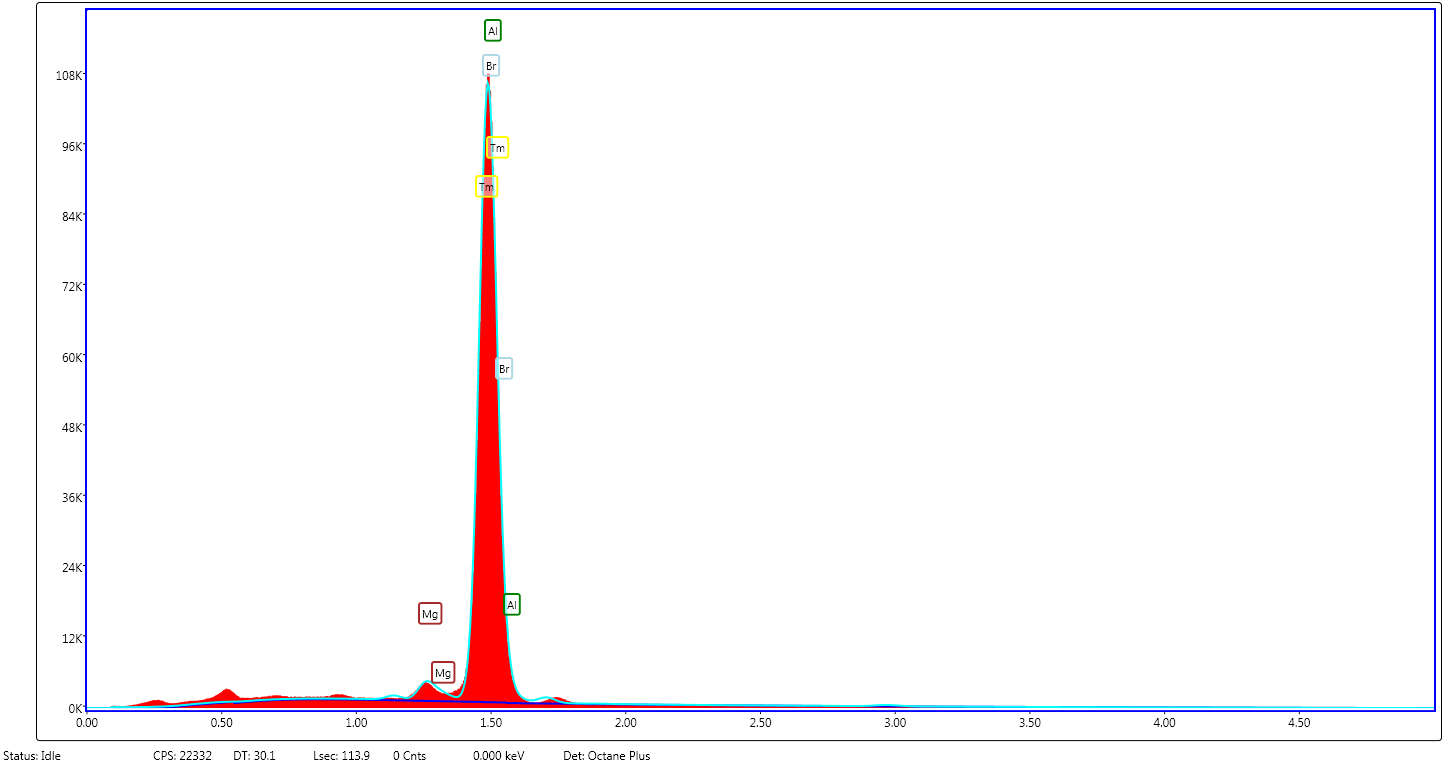 Al
Br
108K
96K
Tm
Tm
84K
72K
60K
Br
48K
36K
24K
Al
Mg
12K
Mg
0K
0.00 0.50 1.00 1.50 2.00 2.50 3.00 3.50 4.00 4.50
Status: Idle CPS: 22332 DT: 30.1 Lsec: 113.9 0 Cnts 0.000 keV Det: Octane Plus